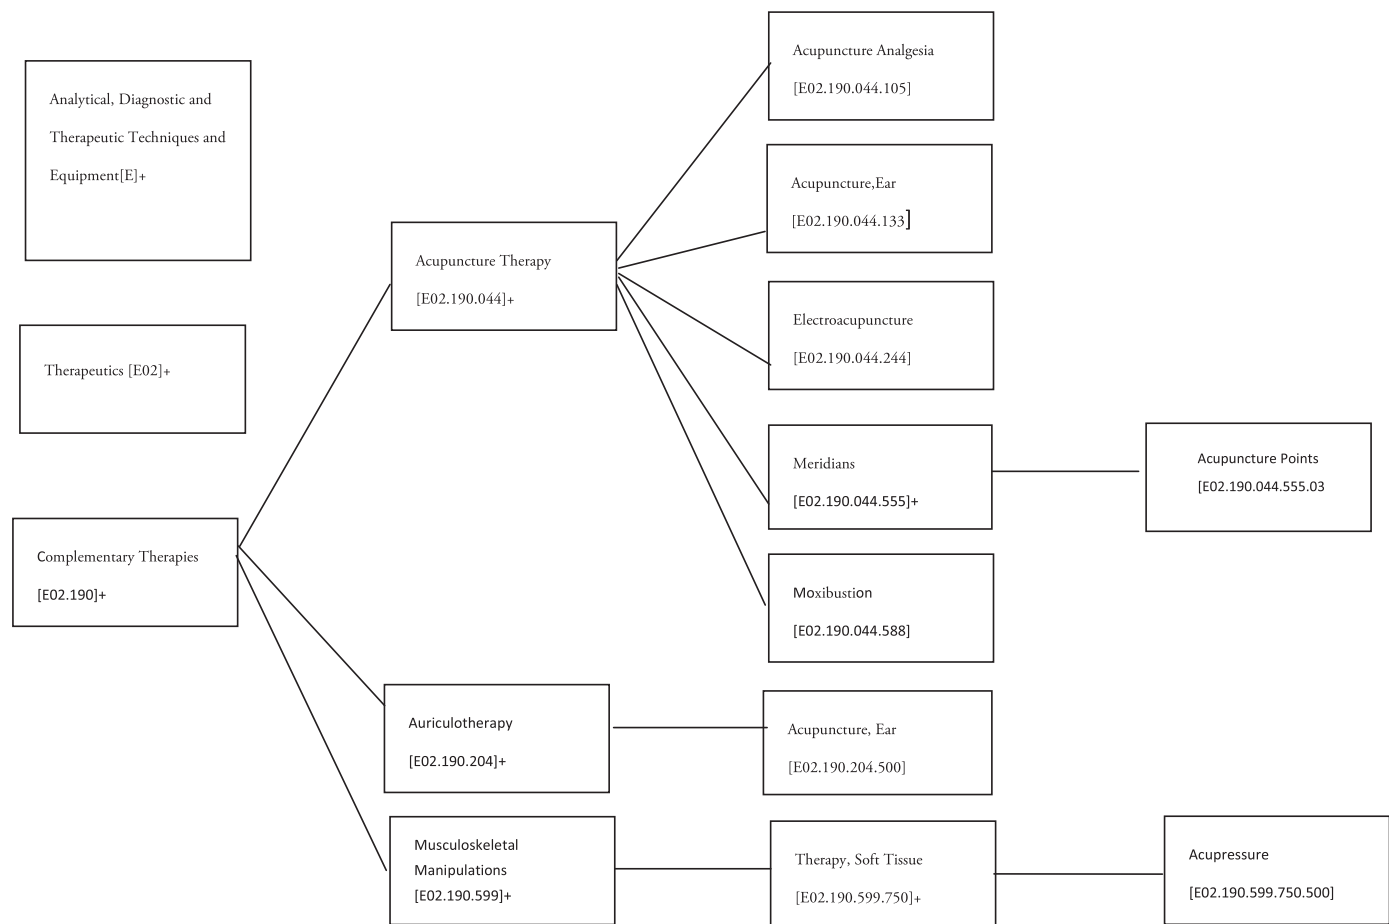 Analytical, Diagnostic and
Therapeutic Techniques and
Equipment[E]+
Therapeutics [E02]+
Complementary Therapies
[E02.190]+
Acupuncture Therapy
[E02.190.044]+
Auriculotherapy
[E02.190.204]+
Musculoskeletal
Manipulations
[E02.190.599]+
Acupuncture Analgesia
[E02.190.044.105]
Acupuncture,Ear
[E02.190.044.133]
Electroacupuncture
[E02.190.044.244]
Meridians
[E02.190.044.555]+
Moxibustion
[E02.190.044.588]
Acupuncture, Ear
[E02.190.204.500]
Therapy, Soft Tissue
[E02.190.599.750]+
Acupuncture Points
[E02.190.044.555.03
Acupressure
[E02.190.599.750.500]